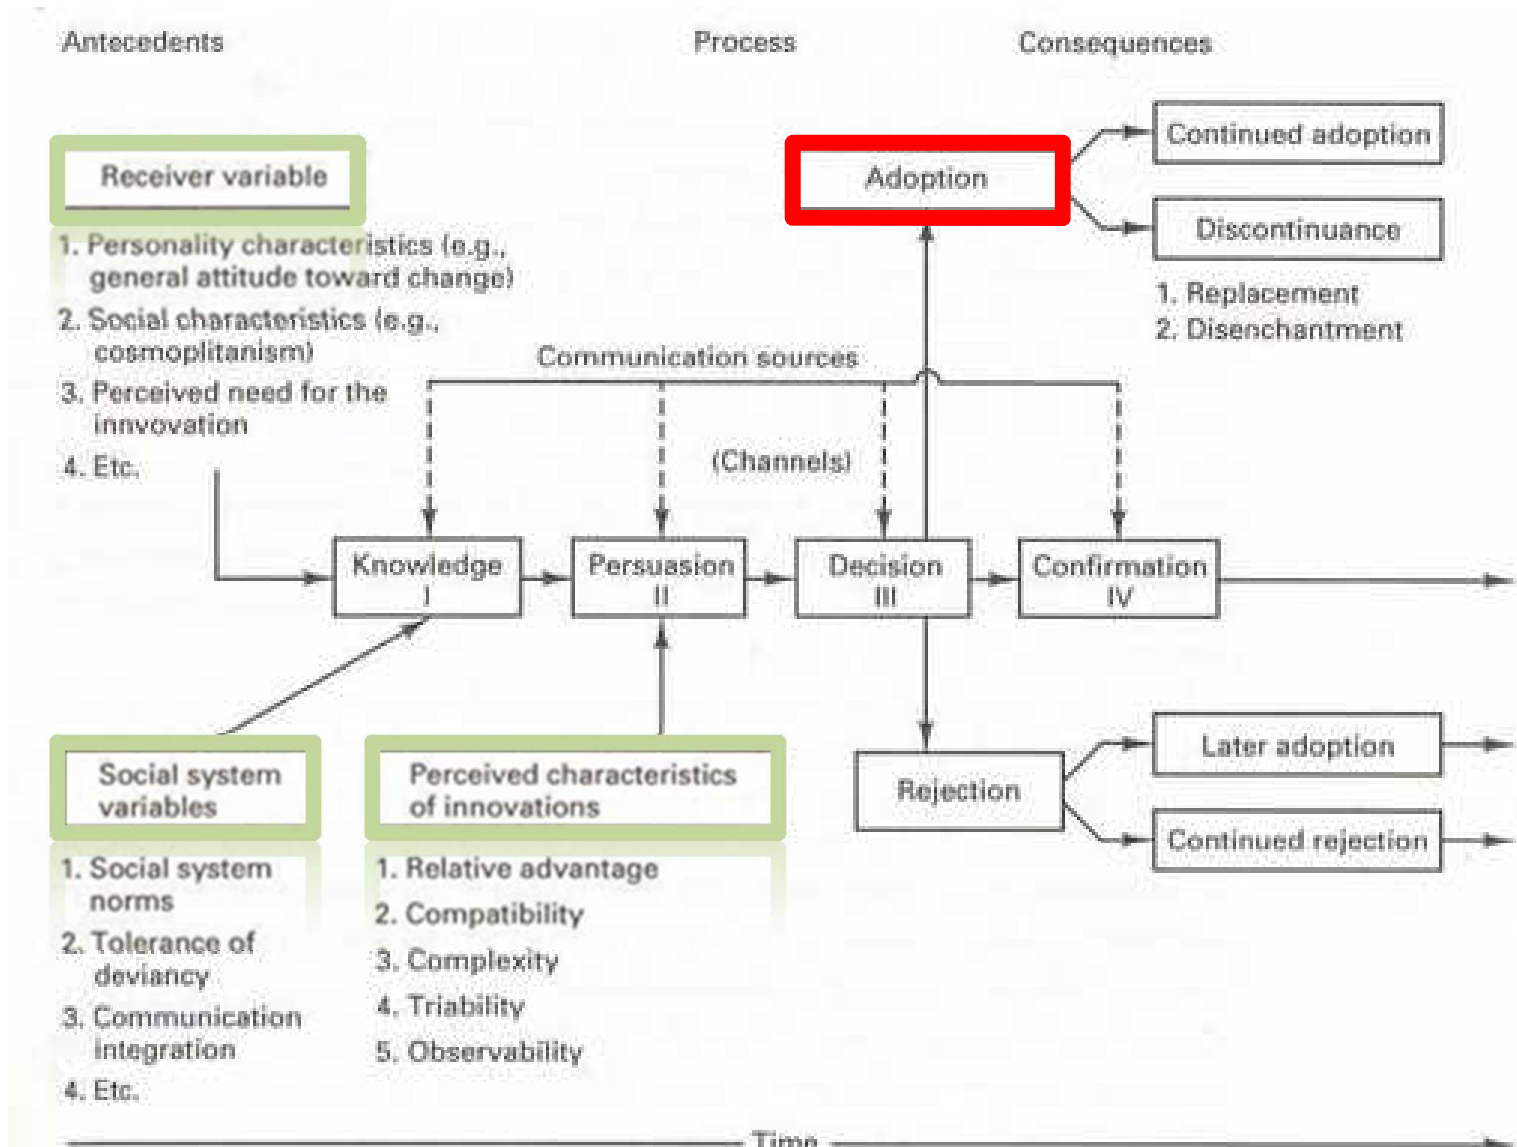 Antecedents
Process
Consequences
Receiver variable
1. Personality characteristics (e.g.,
general attitude toward change)
2. Social characteristics (e.g.,
cosmoplitanism)
3. Perceived need for the
innvovation
4. Etc.
Adoption
Continued adoption
Discontinuance
1. Replacement
2. Disenchantment
Communication sources
(Channels)
Knowledge
I
Persuasion
II
Decision
III
Confirmation
IV
Social system
variables
1. Social system
norms
2. Tolerance of
deviancy
3. Communication
integration
4. Etc.
Perceived characteristics
of innovations
1. Relative advantage
2. Compatibility
3. Complexity
4. Triability
5. Observability
Rejection
Later adoption
Continued rejection
Time